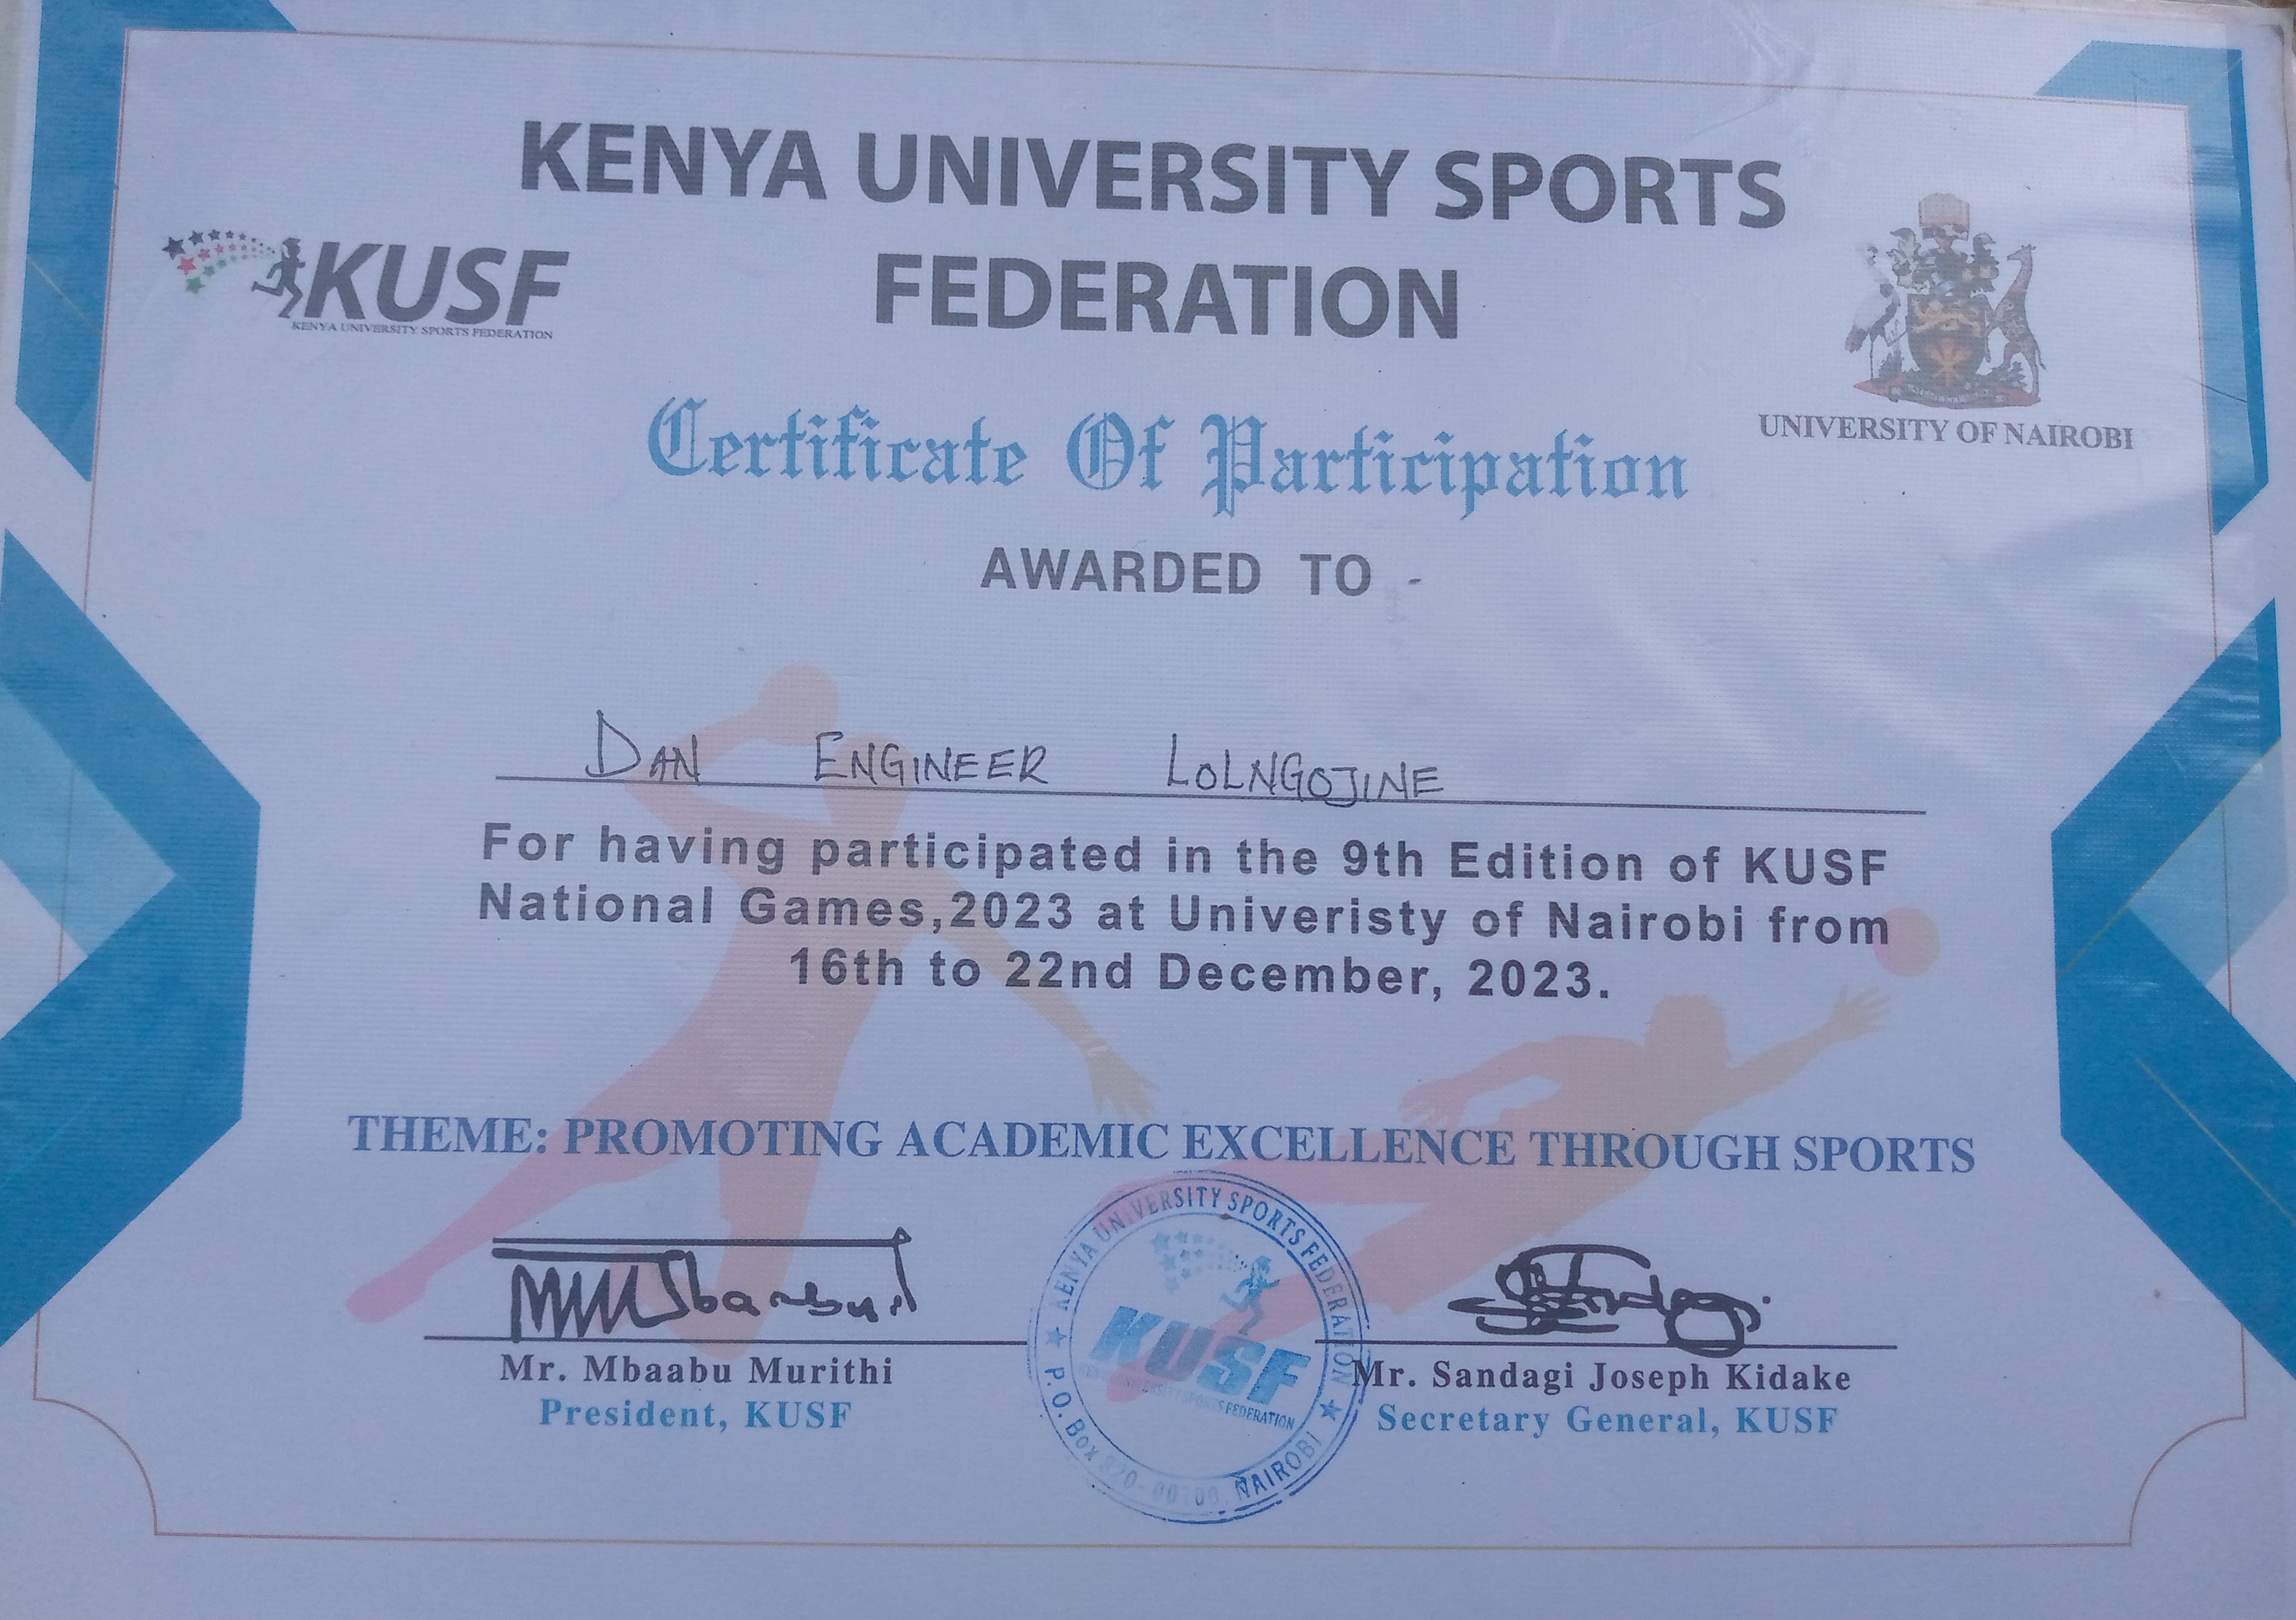 KENYA UNIVERSITY SPORTS
FEDERATION
KUSF
KENYA UNIVERSITY SPORTS FEDERATION
UNIVERSITY OF NAIROBI
Certificate Of Participation
AWARDED TO -
DAN ENGINEER LOLNGOJINE
For having participated in the 9th Edition of KUSF
National Games,2023 at Univeristy of Nairobi from
16th to 22nd December, 2023.
THEME: PROMOTING ACADEMIC EXCELLENCE THROUGH SPORTS
Mr. Mbaabu Murithi
President, KUSF
KENYA UNIVERSITY SPORTS FEDERATION
KUSF
KENYA UNIVERSITY SPORTS FEDERATION
P.O. Box NAIROBI
Mr. Sandagi Joseph Kidake
Secretary General, KUSF